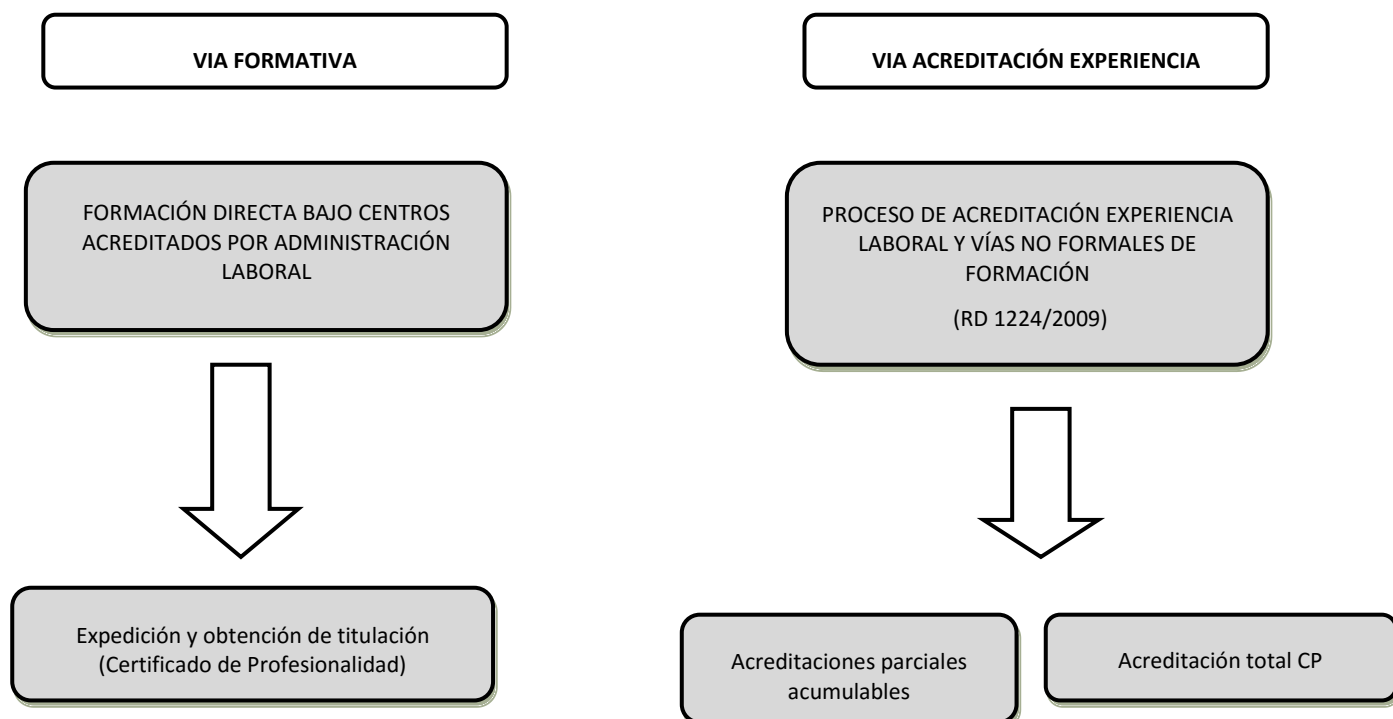 VIA FORMATIVA
VIA ACREDITACIÓN EXPERIENCIA
FORMACIÓN DIRECTA BAJO CENTROS
ACREDITADOS POR ADMINISTRACIÓN
LABORAL
PROCESO DE ACREDITACIÓN EXPERIENCIA
LABORAL Y VÍAS NO FORMALES DE
FORMACIÓN
(RD 1224/2009)
Expedición y obtención de titulación
(Certificado de Profesionalidad)
Acreditaciones parciales
acumulables
Acreditación total CP